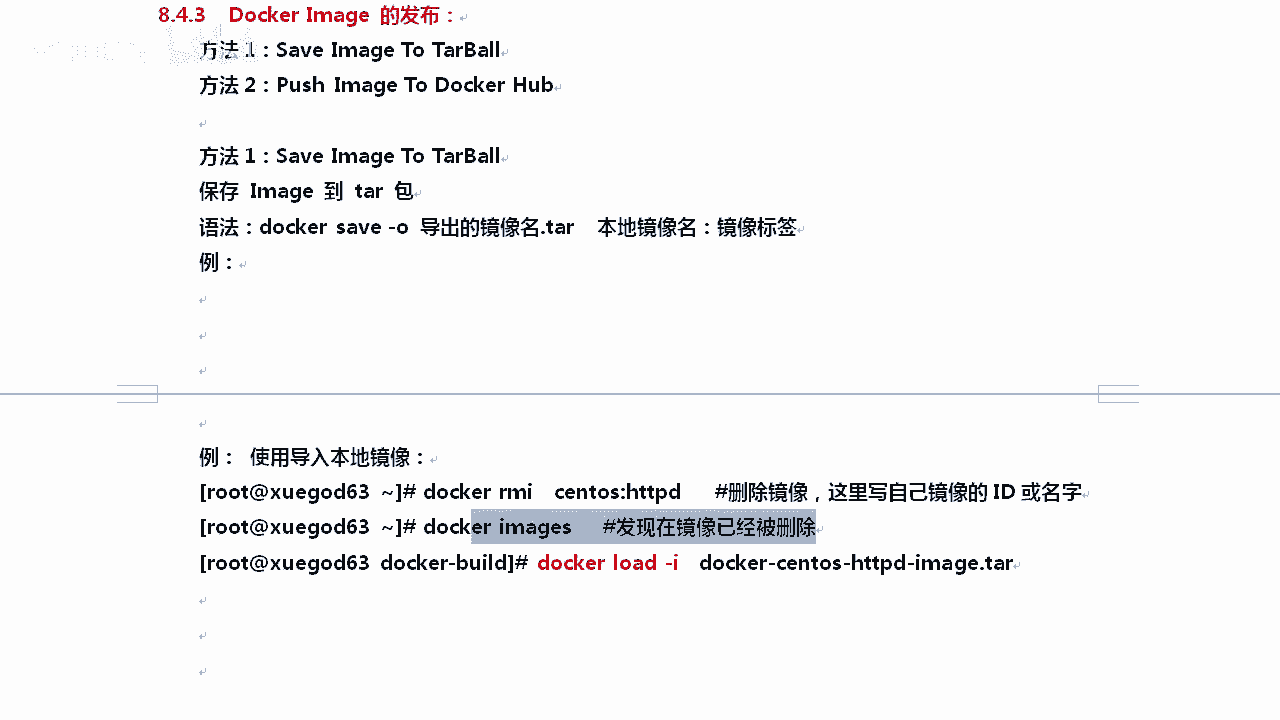 8.4.3 Docker Image 的发布：
方法 1：Save Image To TarBall
方法 2：Push Image To Docker Hub
方法 1：Save Image To TarBall
保存 Image 到 tar 包
语法：docker save -o 导出的镜像名.tar 本地镜像名：镜像标签
例：
例： 使用导入本地镜像：
[root@xuegod63 ~]# docker rmi centos:httpd #删除镜像，这里写自己镜像的 ID 或名字
[root@xuegod63 ~]# docker images #发现在镜像已经被删除
[root@xuegod63 docker-build]# docker load -i docker-centos-httpd-image.tar